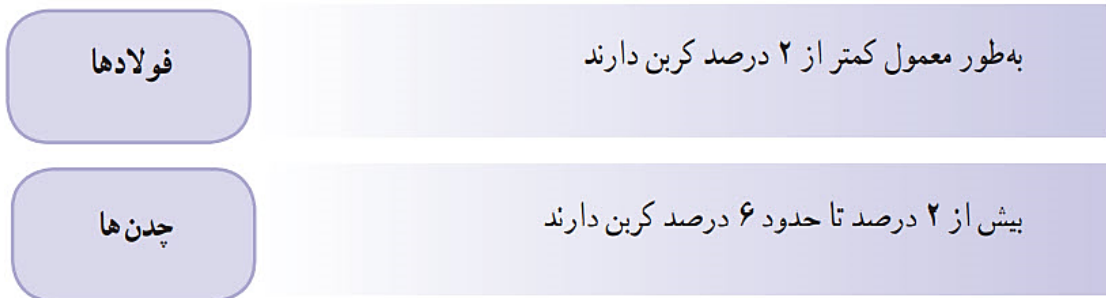 فولادها
به‌طور معمول کمتر از ۲ درصد کربن دارند
چدن‌ها
بیش از ۲ درصد تا حدود ۶ درصد کربن دارند